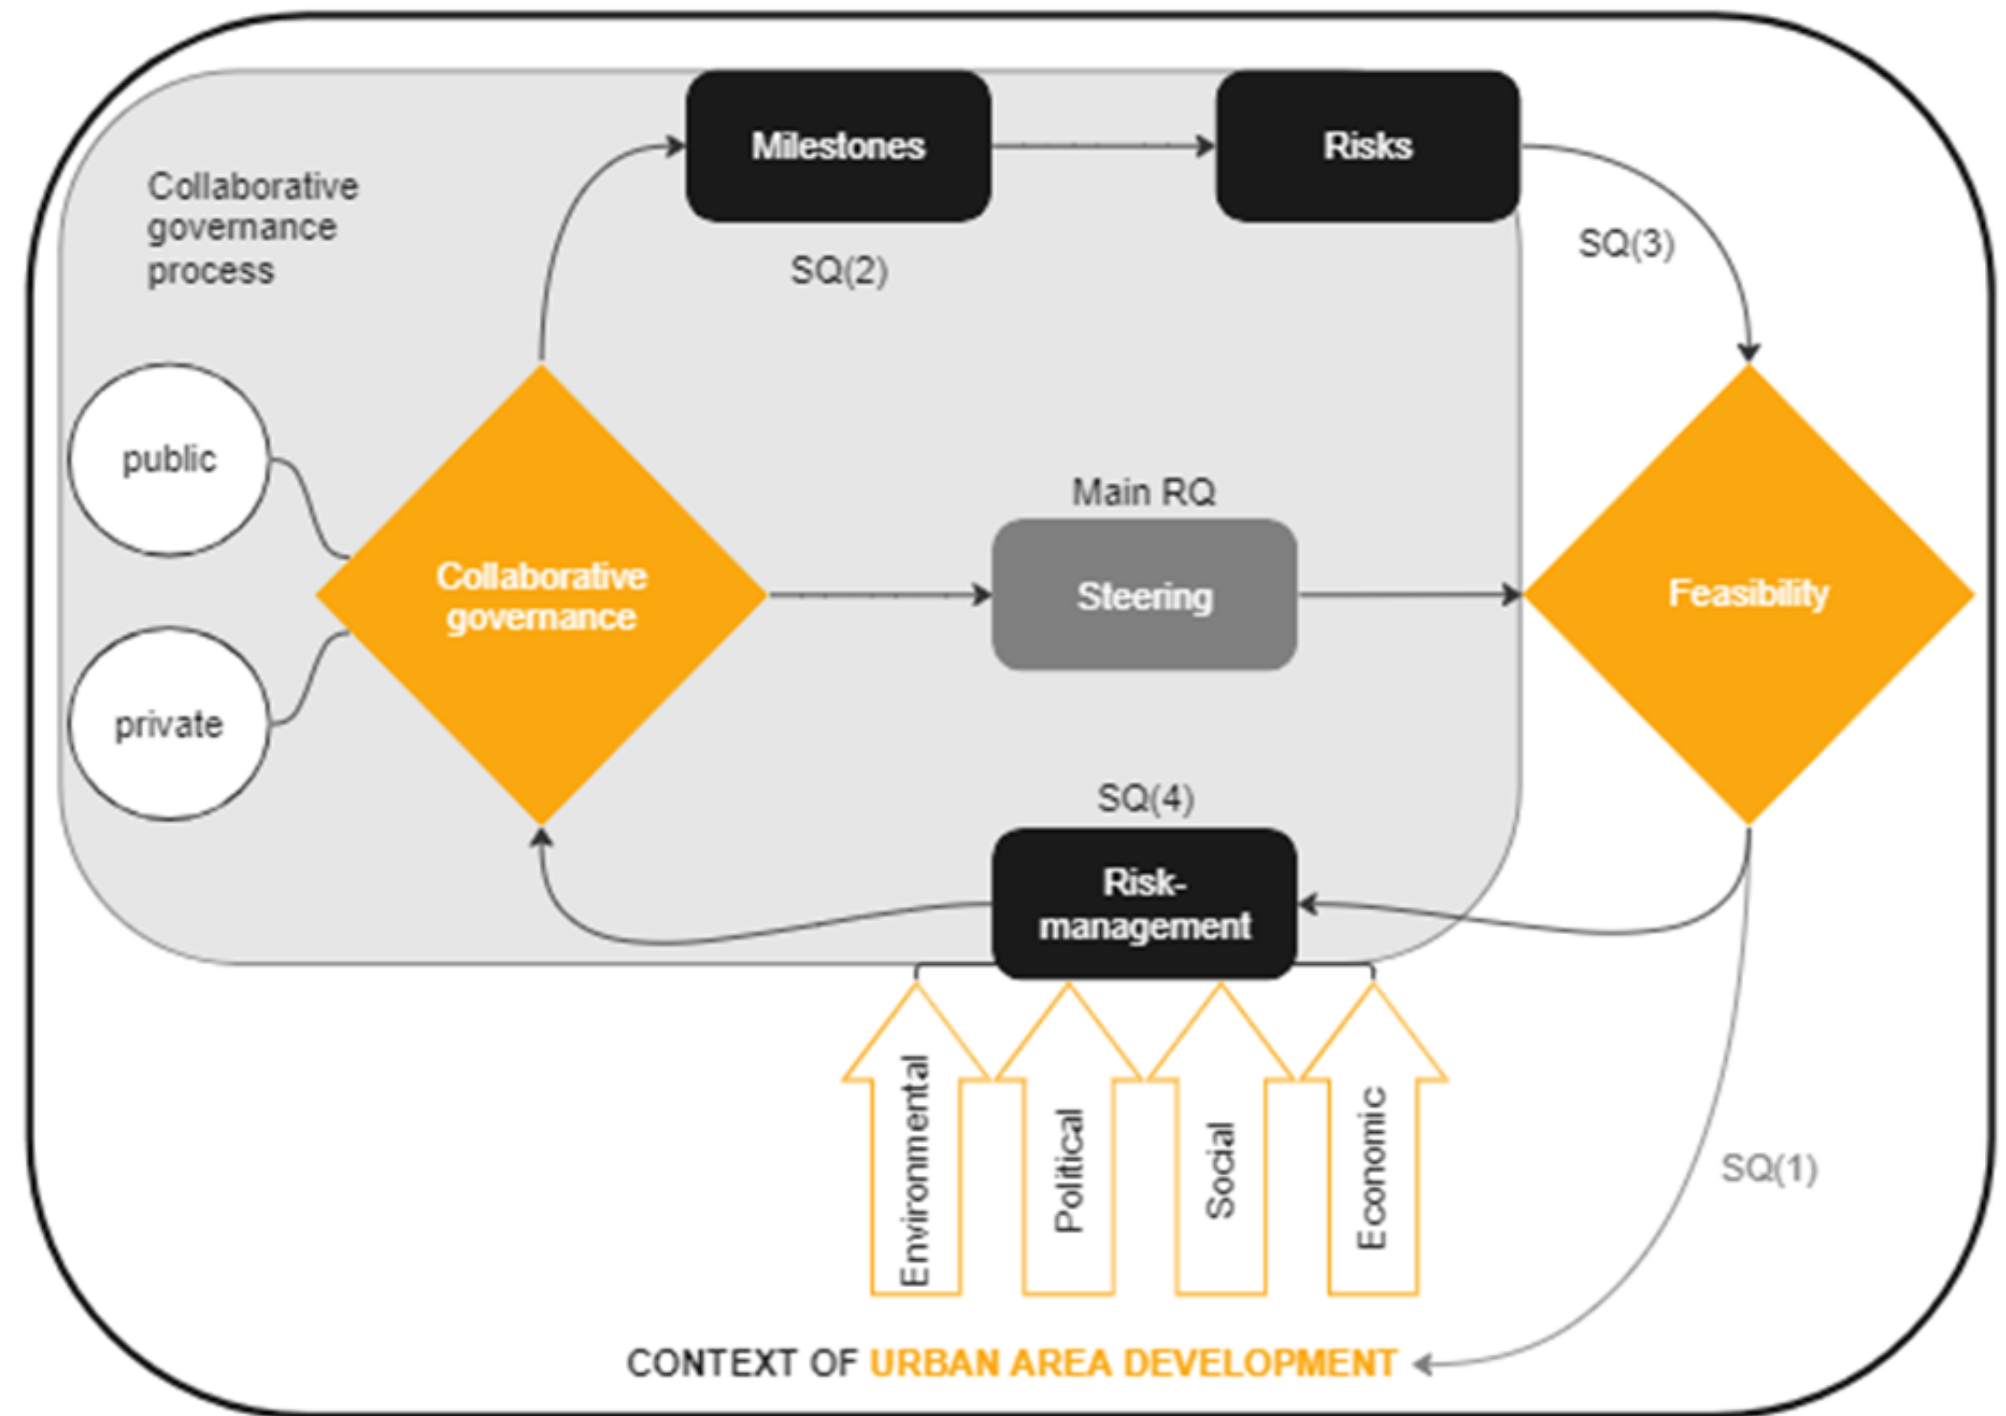 Milestones
Risks
Collaborative
governance
process
SQ(3)
SQ(2)
public
Main RQ
Collaborative
governance
Steering
Feasibility
private
SQ(4)
Risk-
management
Environmental
Political
Social
Economic
SQ(1)
CONTEXT OF URBAN AREA DEVELOPMENT